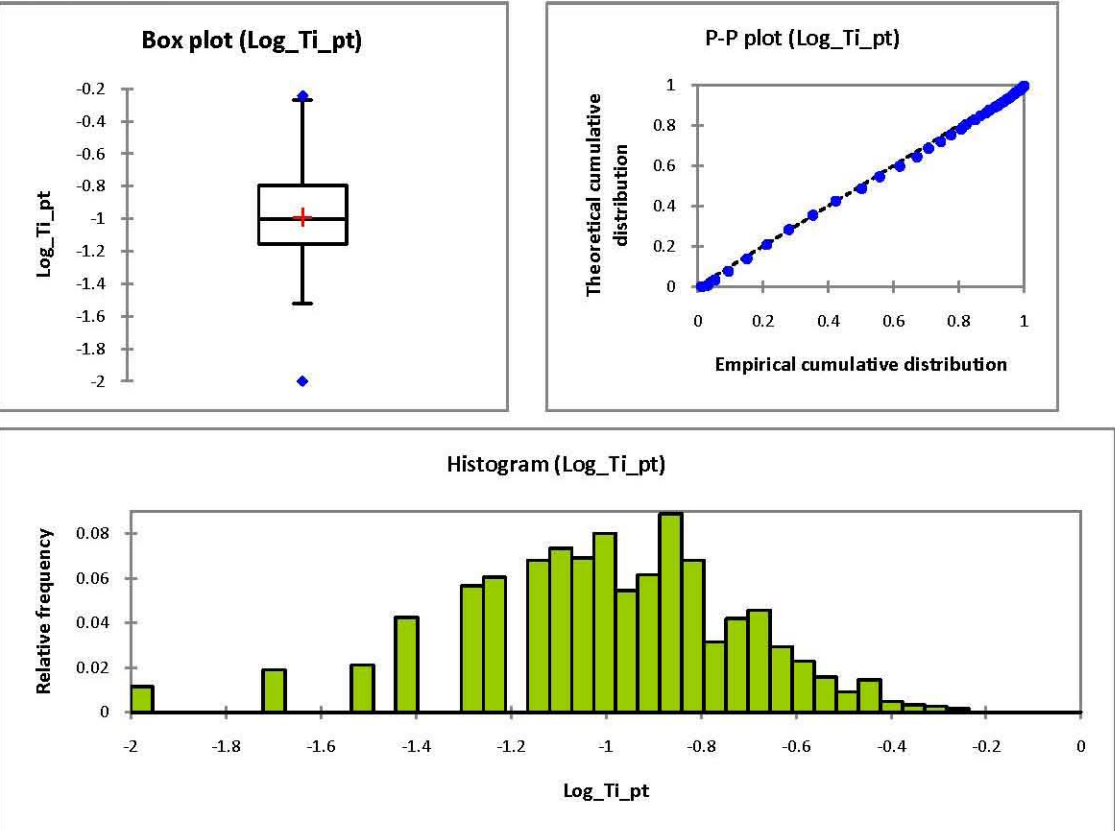 Box plot (Log_Ti_pt)
-0.2
-0.4
-0.6
-0.8
-1
-1.2
-1.4
-1.6
-1.8
-2
Log_Ti_pt
P-P plot (Log_Ti_pt)
1
0.8
0.6
0.4
0.2
0
Theoretical cumulative
distribution
0 0.2 0.4 0.6 0.8 1
Empirical cumulative distribution
Histogram (Log_Ti_pt)
0.08
0.06
0.04
0.02
0
Relative frequency
-2 -1.8 -1.6 -1.4 -1.2 -1 -0.8 -0.6 -0.4 -0.2 0
Log_Ti_pt